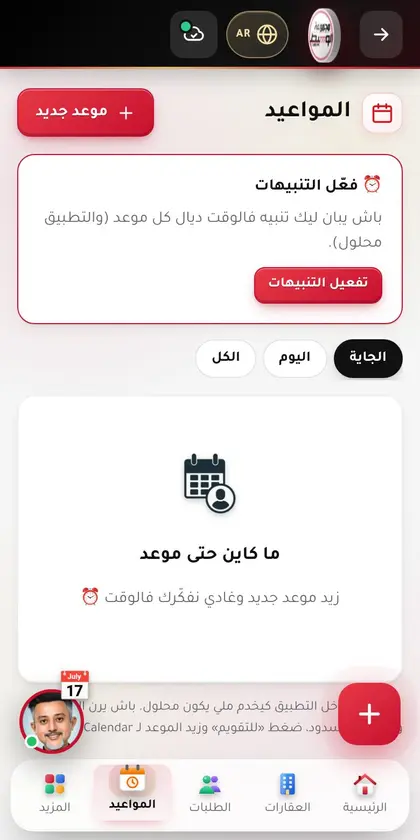 AR
المواعيد
+ موعد جديد
⏰ فعّل التنبيهات
باش يبان ليك تنبيه فالوقت ديال كل موعد (والتطبيق
محلول).
تفعيل التنبيهات
الجاية
اليوم
الكل
ما كاين حتى موعد
زيد موعد جديد وغادي نفكّرك فالوقت ⏰
July
17
خل التطبيق كيخدم ملي يكون محلول. باش يرن
سدود، ضغط «للتقويم» وزيد الموعد لـ Calendar
+
الرئيسية
العقارات
الطلبات
المواعيد
المزيد